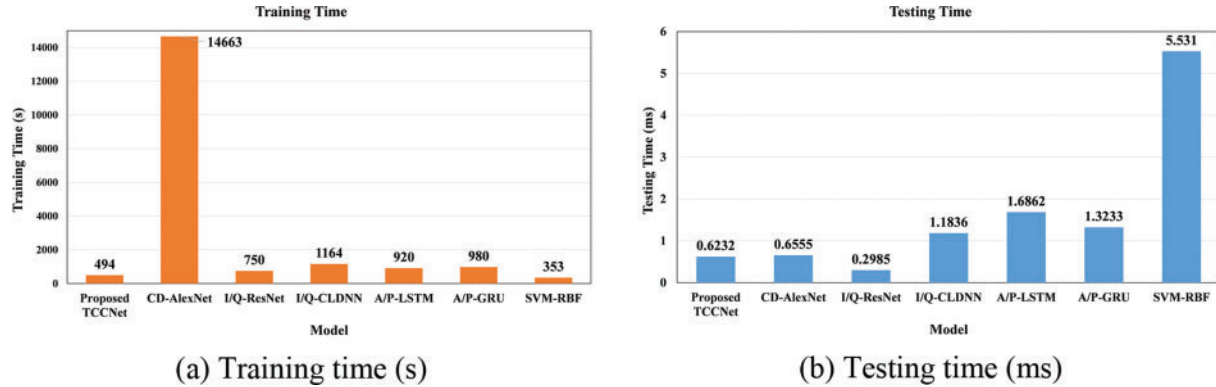 Training Time
14000
12000
10000
8000
6000
4000
2000
0
Training Time (s)
14663
494
750
1164
920
980
353
Proposed TCCNet
CD-AlexNet
I/Q-ResNet
I/Q-CLDNN
A/P-LSTM
A/P-GRU
SVM-RBF
Model
(a) Training time (s)
Testing Time
6
5
4
3
2
1
0
Testing Time (ms)
0.6232
0.6555
0.2985
1.1836
1.6862
1.3233
5.531
Proposed TCCNet
CD-AlexNet
I/Q-ResNet
I/Q-CLDNN
A/P-LSTM
A/P-GRU
SVM-RBF
Model
(b) Testing time (ms)